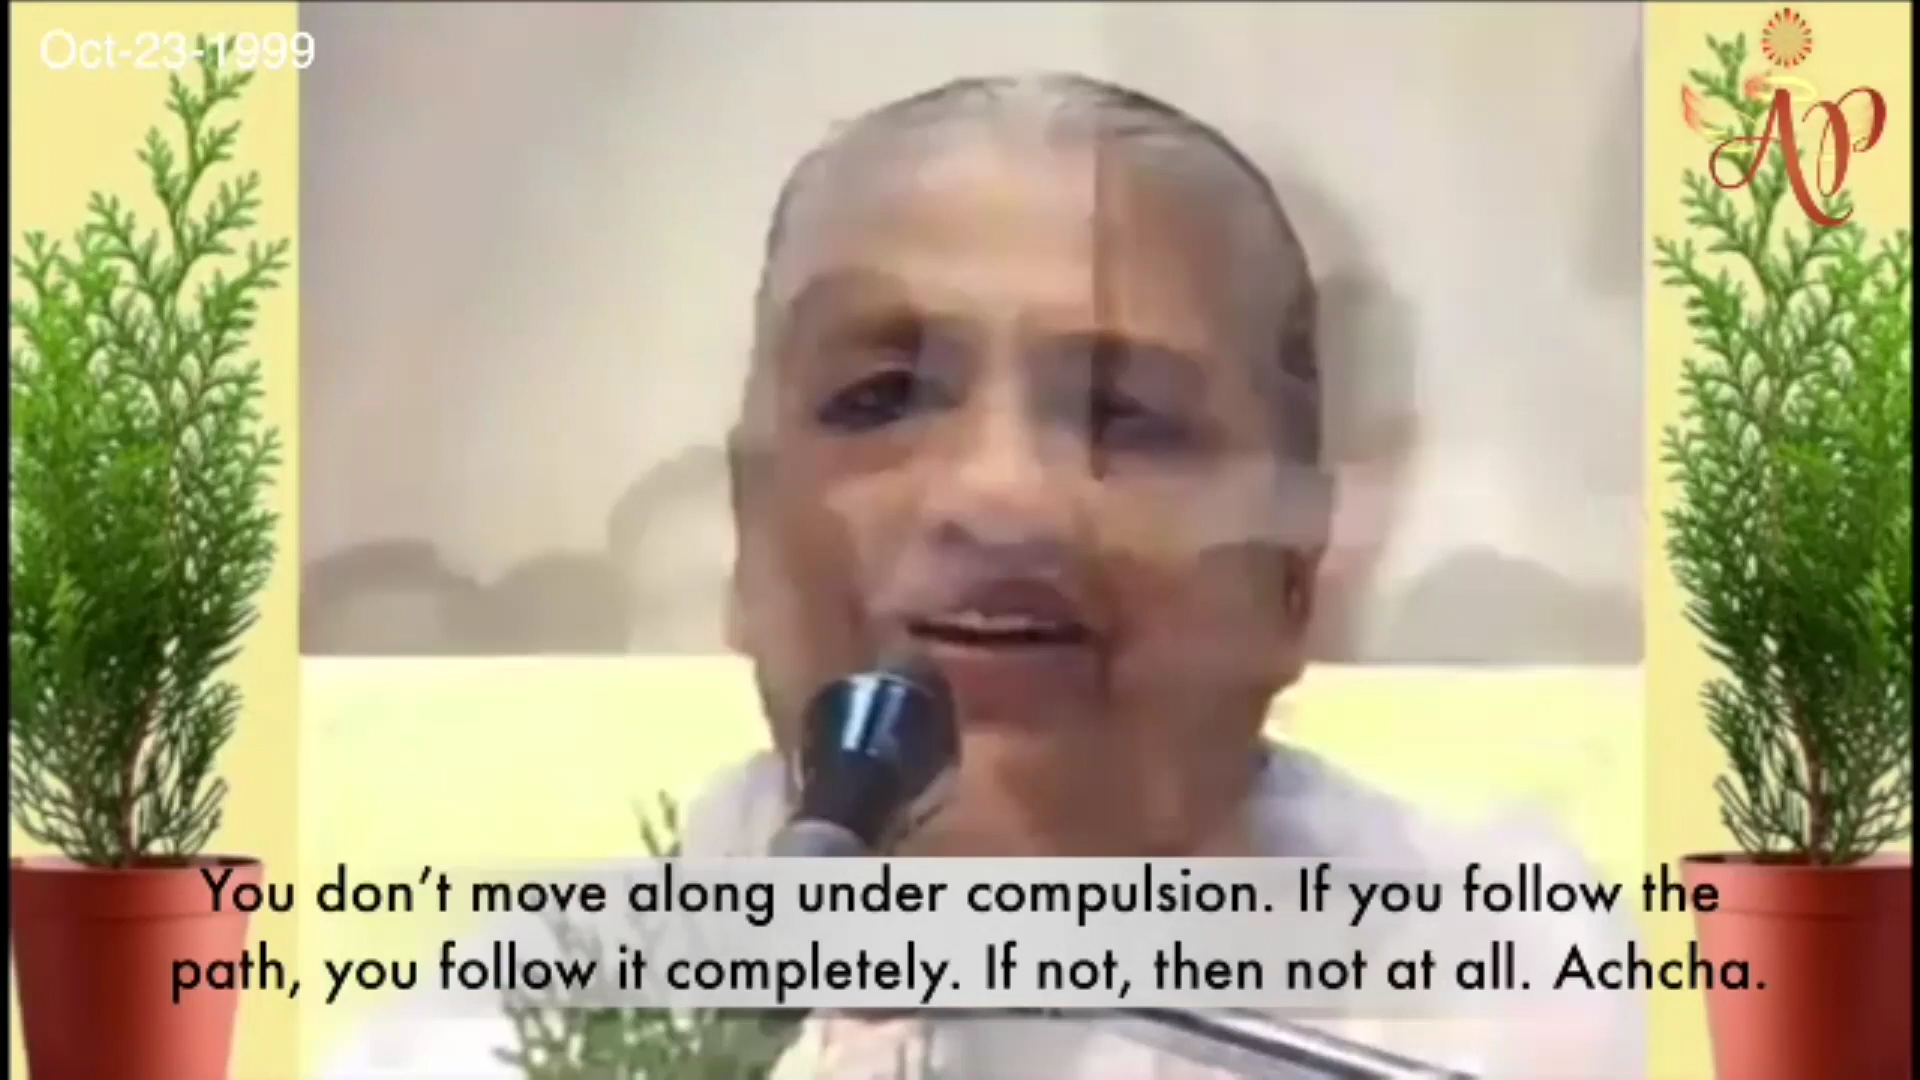 Oct-23-1999
AP
You don't move along under compulsion. If you follow the
path, you follow it completely. If not, then not at all. Achcha.